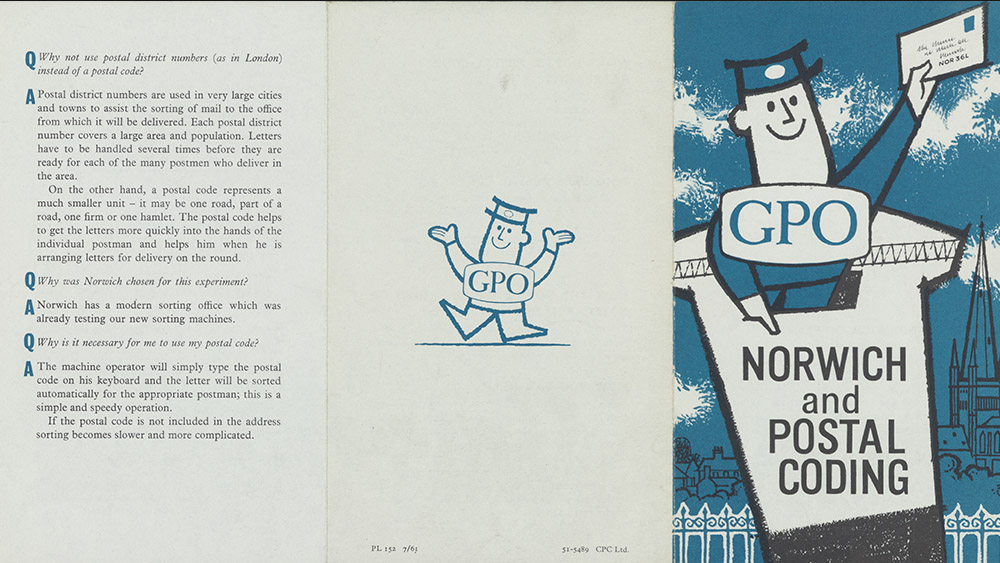 Q Why not use postal district numbers (as in London)
instead of a postal code?
A Postal district numbers are used in very large cities
and towns to assist the sorting of mail to the office
from which it will be delivered. Each postal district
number covers a large area and population. Letters
have to be handled several times before they are
ready for each of the many postmen who deliver in
the area.
On the other hand, a postal code represents a
much smaller unit – it may be one road, part of a
road, one firm or one hamlet. The postal code helps
to get the letters more quickly into the hands of the
individual postman and helps him when he is
arranging letters for delivery on the round.
Q Why was Norwich chosen for this experiment?
A Norwich has a modern sorting office which was
already testing our new sorting machines.
Q Why is it necessary for me to use my postal code?
A The machine operator will simply type the postal
code on his keyboard and the letter will be sorted
automatically for the appropriate postman; this is a
simple and speedy operation.
If the postal code is not included in the address
sorting becomes slower and more complicated.
GPO
PL 152 7/65
51-5489 CPC Ltd.
NOR 36L
GPO
NORWICH
and
POSTAL
CODING